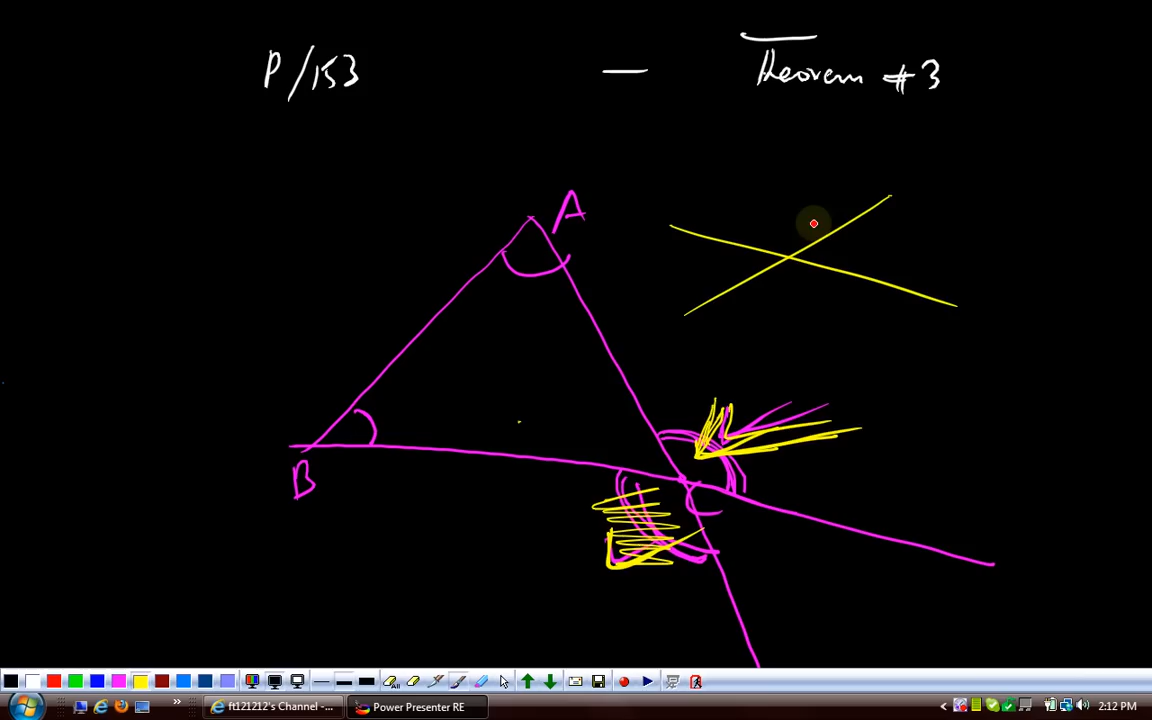 P/153 — Theorem #3
A
B
C
ft121212's Channel -...
Power Presenter RE
2:12 PM